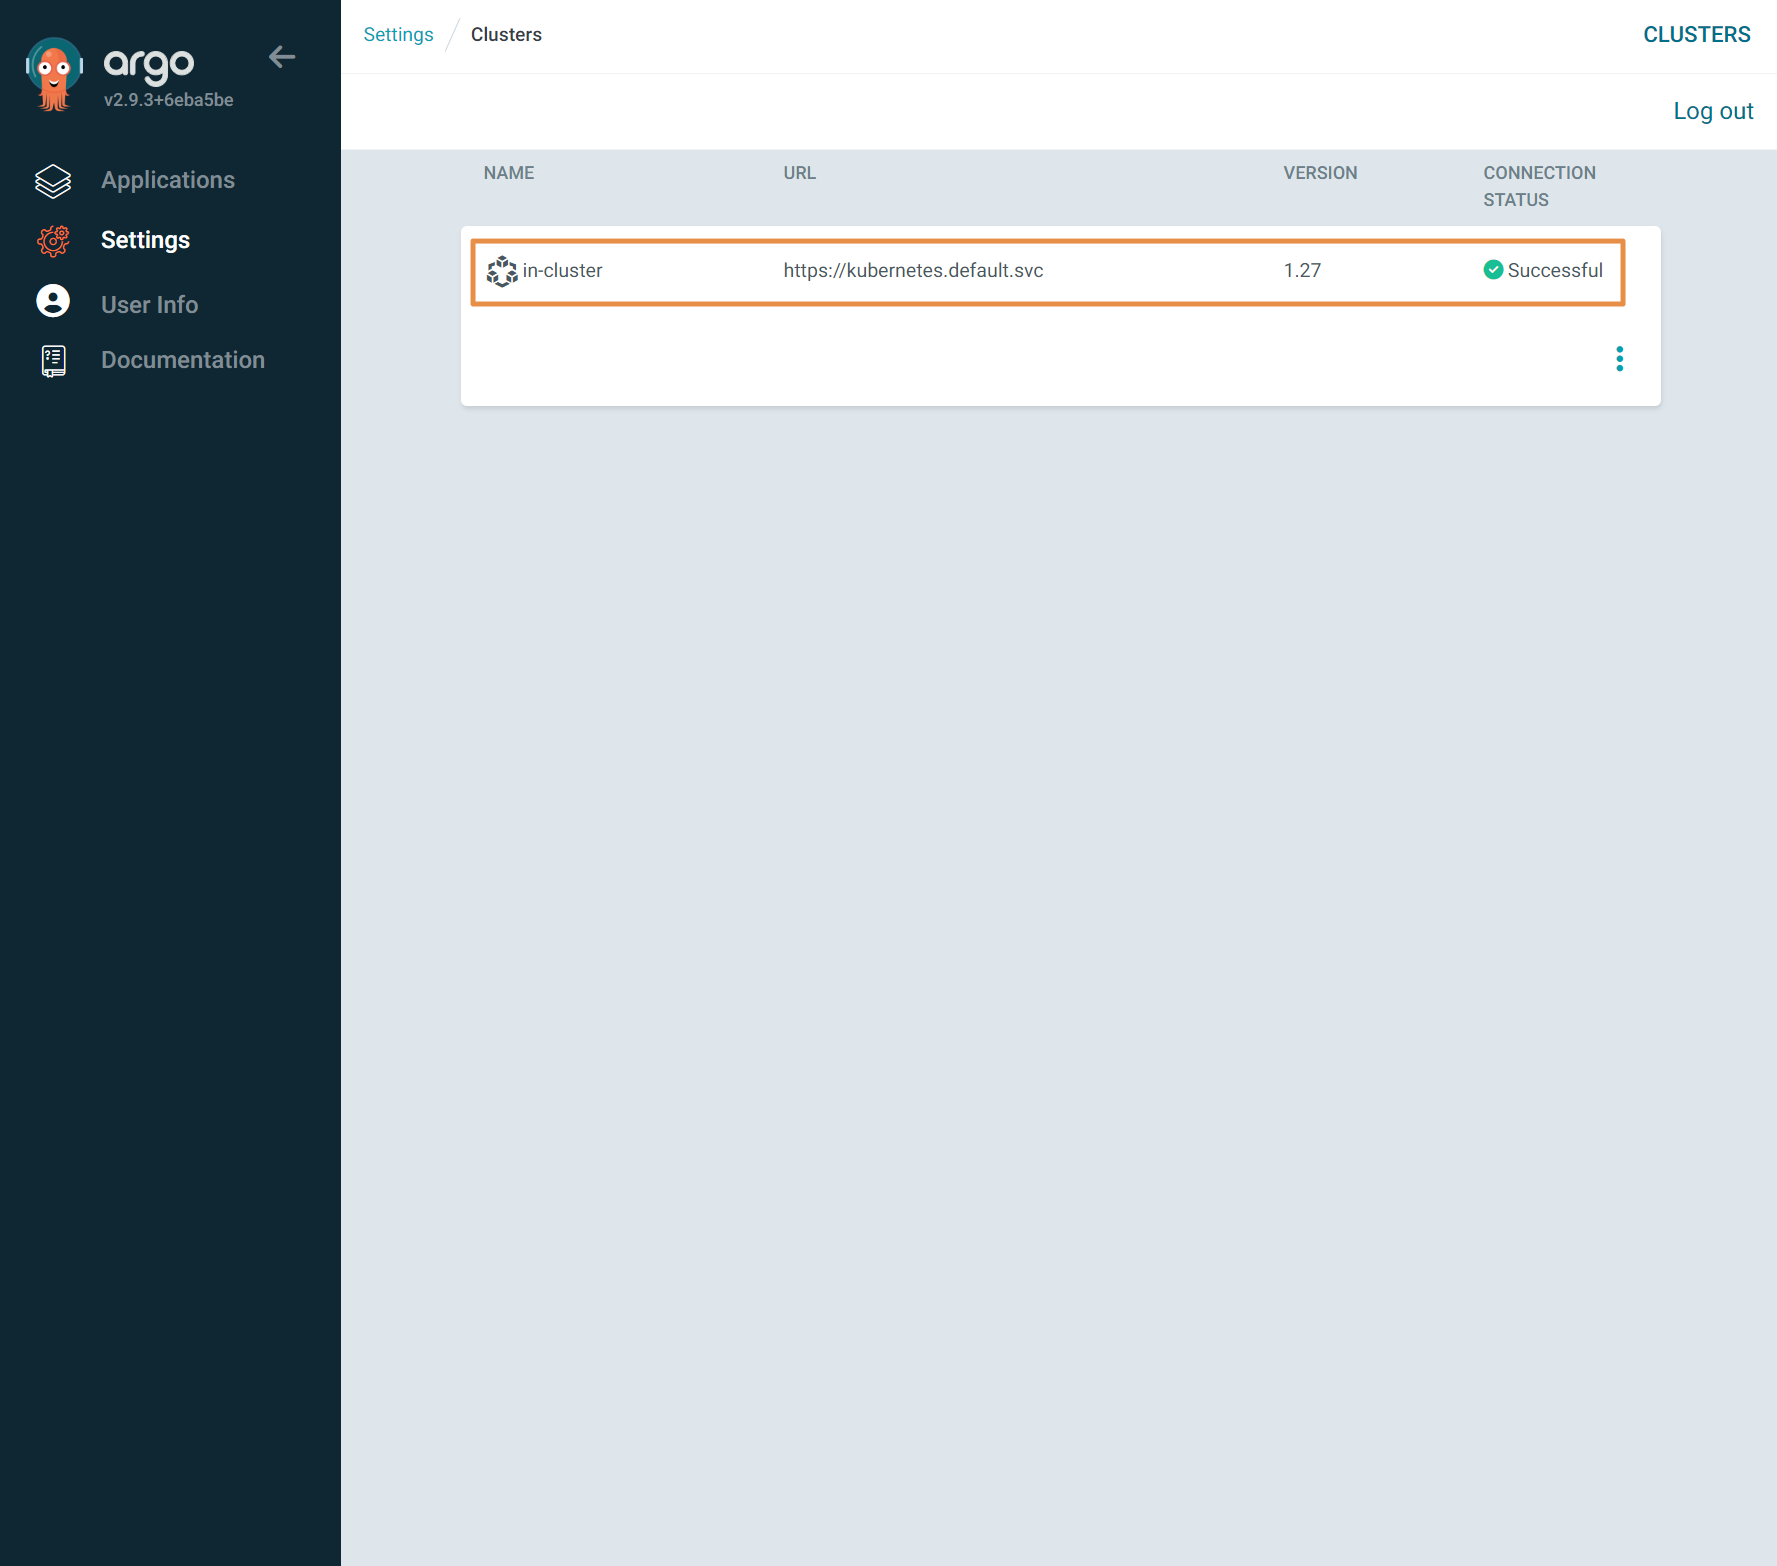 argo
v2.9.3+6eba5be
Applications
Settings
User Info
Documentation
Settings / Clusters
CLUSTERS
Log out
NAME URL VERSION CONNECTION STATUS
in-cluster https://kubernetes.default.svc 1.27 Successful